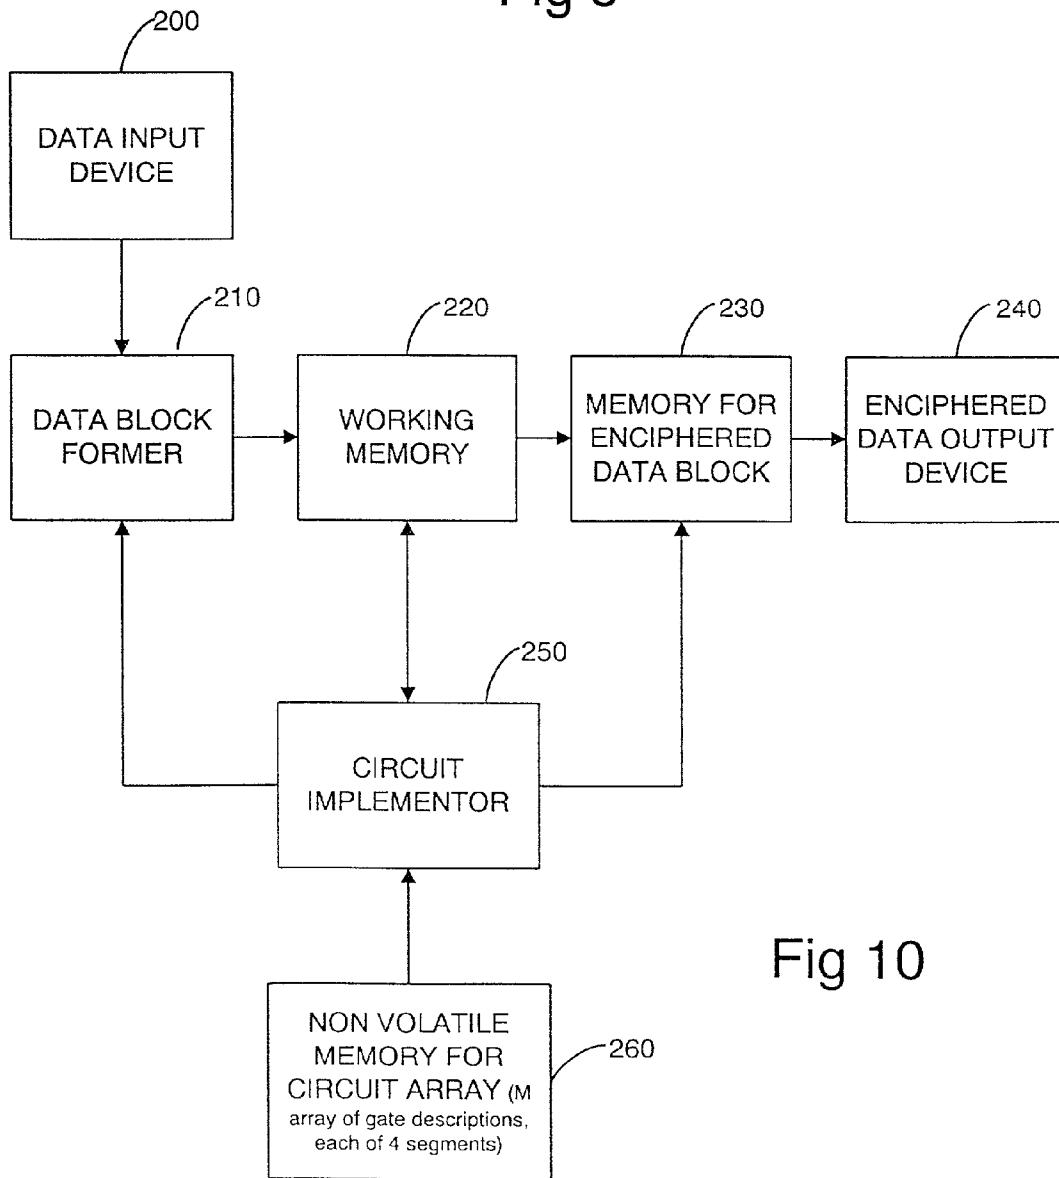 200
DATA INPUT
DEVICE
210
220
230
240
DATA BLOCK
FORMER
WORKING
MEMORY
MEMORY FOR
ENCIPHERED
DATA BLOCK
ENCIPHERED
DATA OUTPUT
DEVICE
250
CIRCUIT
IMPLEMENTOR
Fig 10
NON VOLATILE
MEMORY FOR
CIRCUIT ARRAY (M
array of gate descriptions,
each of 4 segments)
260